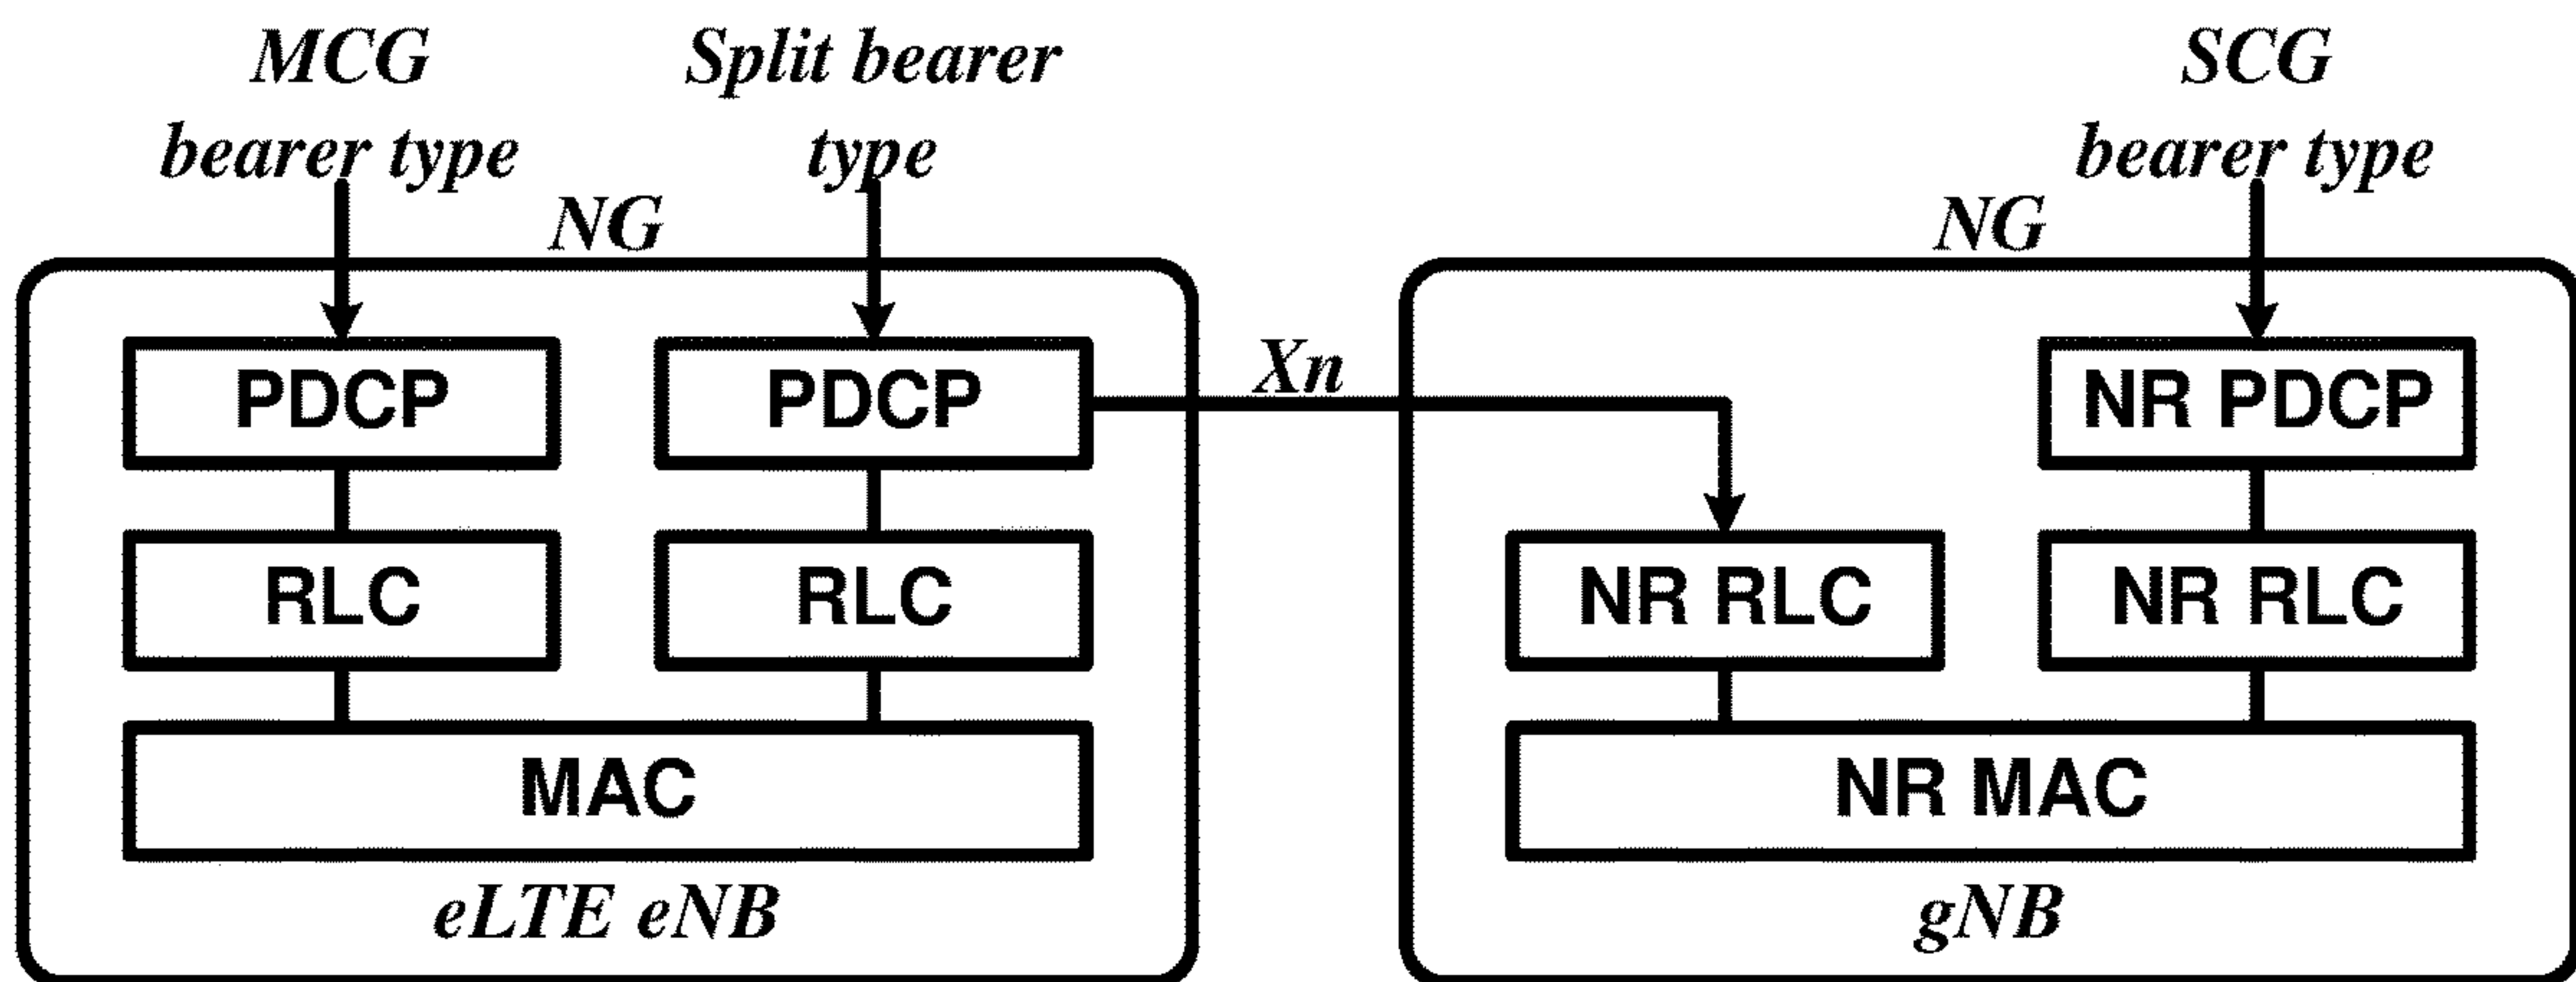 MCG
bearer type
Split bearer
type
SCG
bearer type
NG
NG
Xn
PDCP
PDCP
NR PDCP
RLC
RLC
NR RLC
NR RLC
MAC
NR MAC
eLTE eNB
gNB